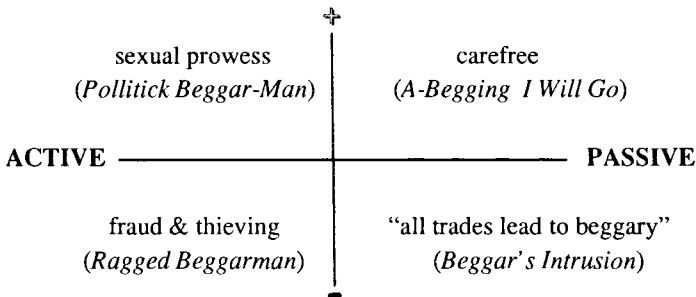 +
sexual prowess
(Pollitick Beggar-Man)
carefree
(A-Begging I Will Go)
ACTIVE
PASSIVE
fraud & thieving
(Ragged Beggarman)
“all trades lead to beggary”
(Beggar's Intrusion)
-